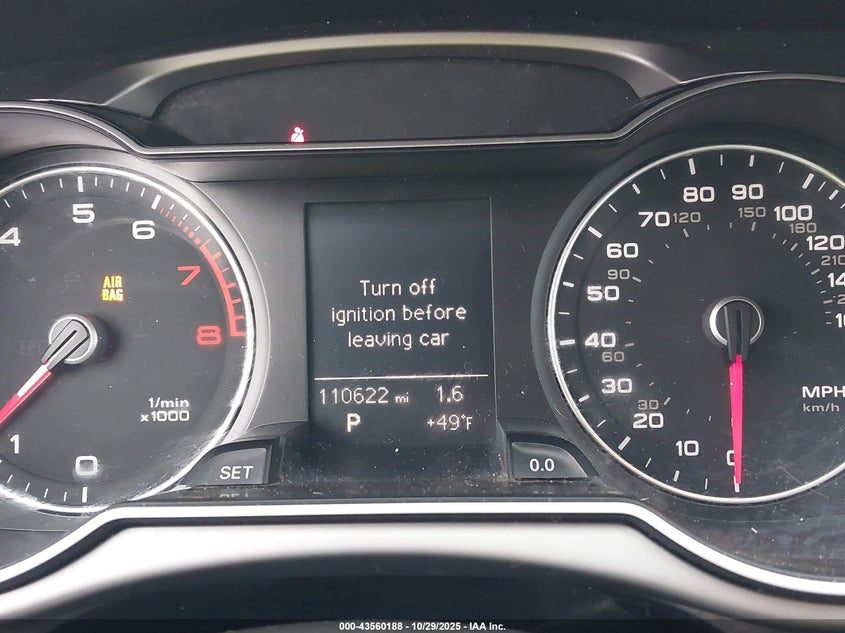 4
5
6
7
8
AIR
BAG
EPC
1/min
x1000
1
0
SET
Turn off
ignition before
leaving car
110622 mi 1.6
P +49°F
0.0
0
10
20
30
30
40
50
60
60
90
70
120
80
90
150
100
180
120
210
MPH
km/h
000-43560188 - 10/29/2025 - IAA Inc.